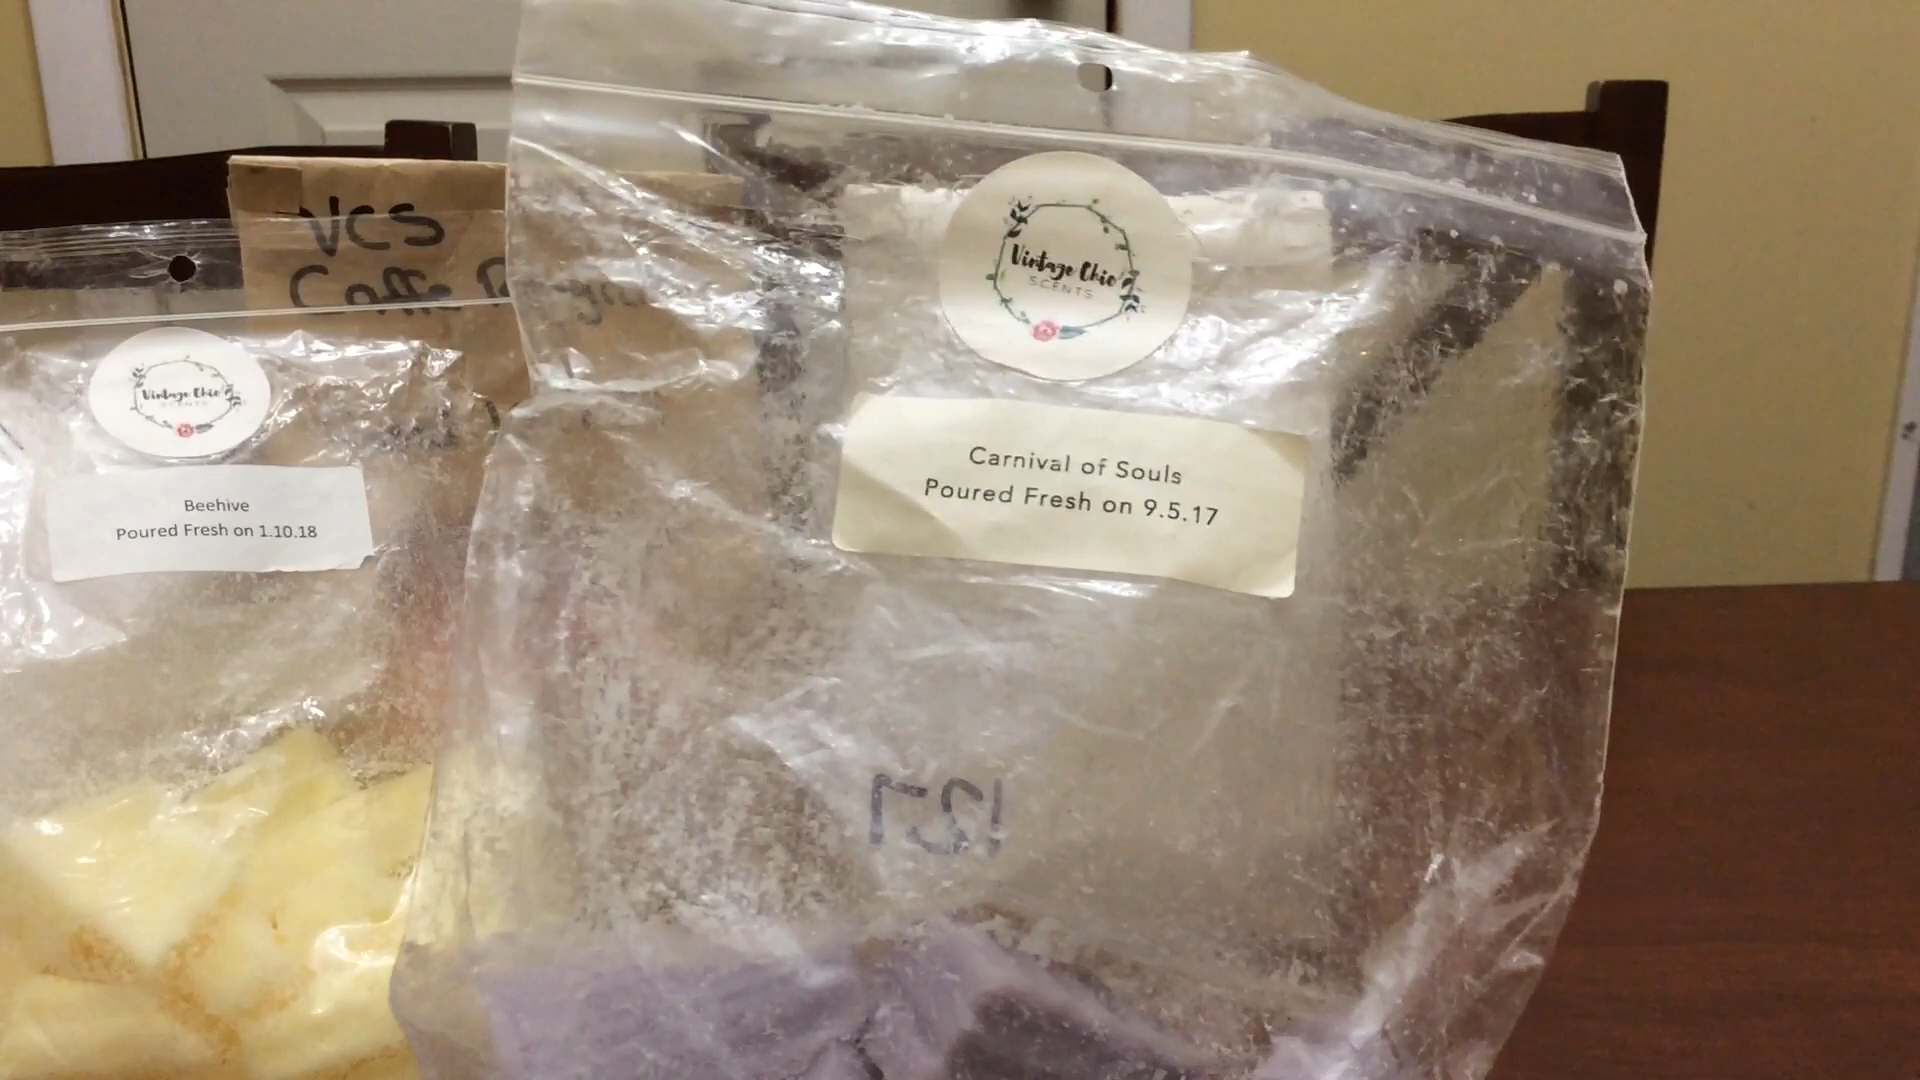 VCS
Coffe
Vintage Chic
SCENTS
Beehive
Poured Fresh on 1.10.18
Vintage Chic
SCENTS
Carnival of Souls
Poured Fresh on 9.5.17